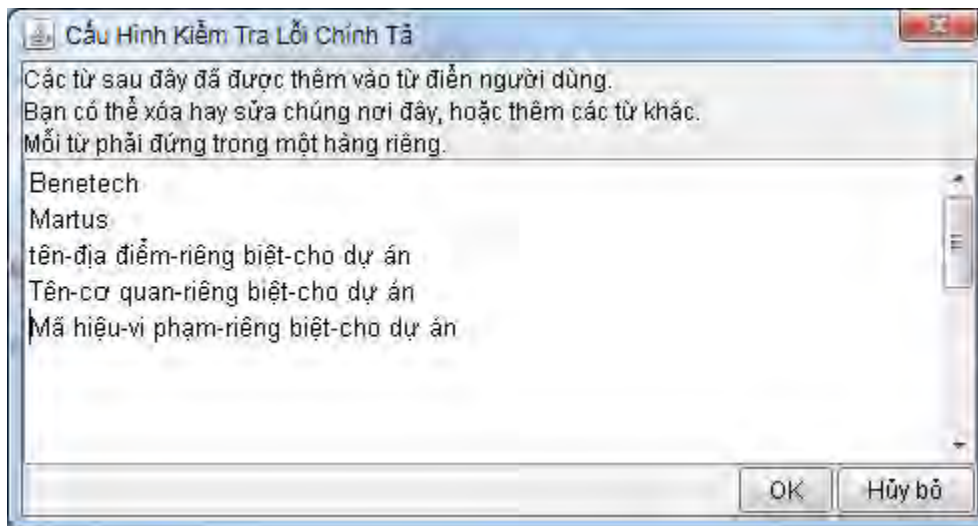 Cấu Hình Kiểm Tra Lỗi Chính Tả
Các từ sau đây đã được thêm vào từ điển người dùng.
Bạn có thể xóa hay sửa chúng nơi đây, hoặc thêm các từ khác.
Mỗi từ phải đứng trong một hàng riêng.
Benetech
Martus
tên-địa điểm-riêng biệt-cho dự án
Tên-cơ quan-riêng biệt-cho dự án
Mã hiệu-vi phạm-riêng biệt-cho dự án
OK Hủy bỏ